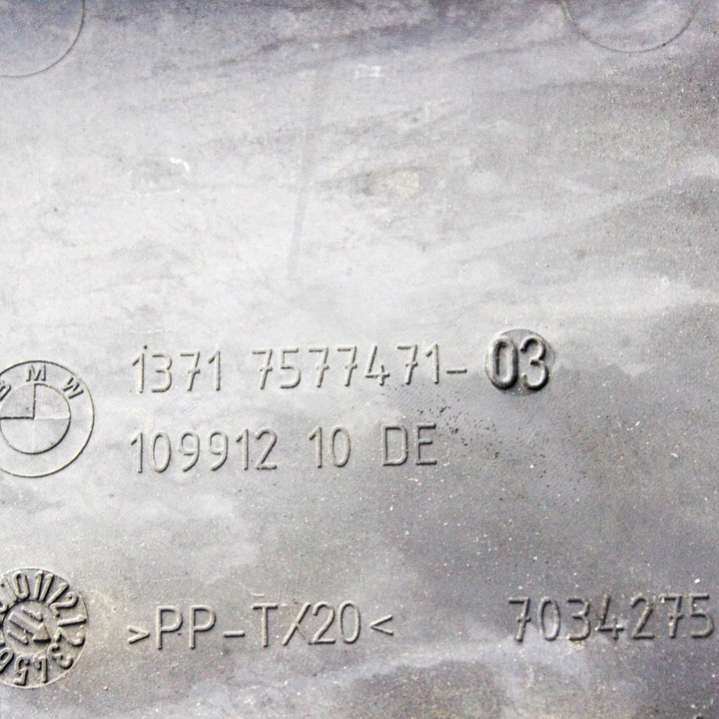 1371 7577471-03
BMW
109912 10 DE
>PP-TX20<
7034275